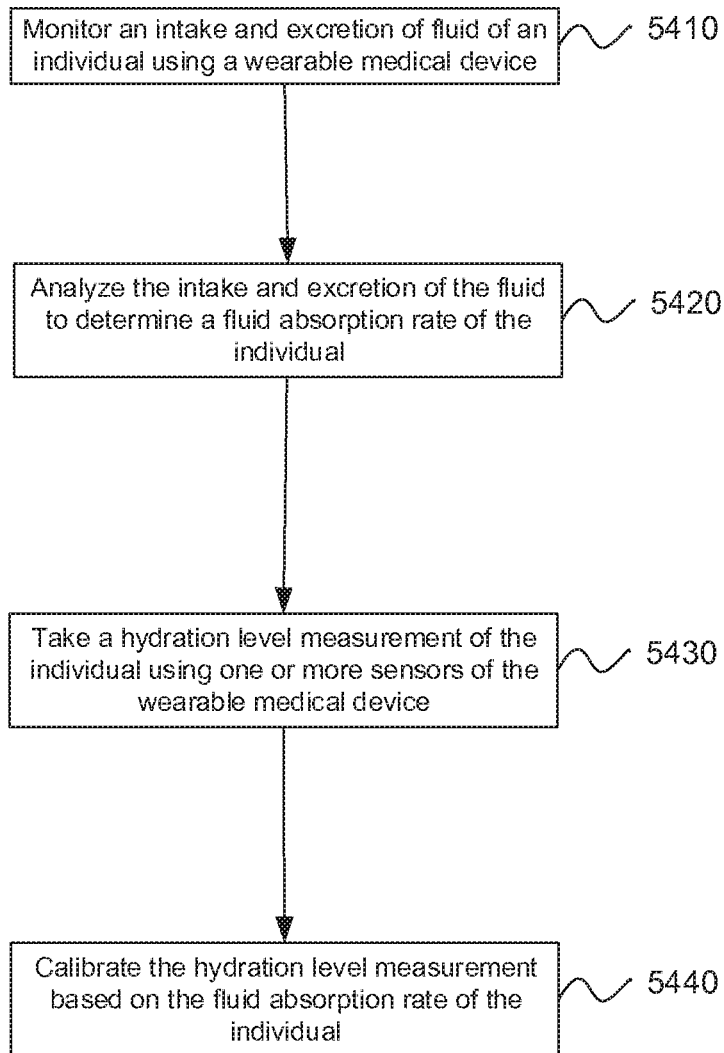 Monitor an intake and excretion of fluid of an
individual using a wearable medical device
5410
Analyze the intake and excretion of the fluid
to determine a fluid absorption rate of the
individual
5420
Take a hydration level measurement of the
individual using one or more sensors of the
wearable medical device
5430
Calibrate the hydration level measurement
based on the fluid absorption rate of the
individual
5440